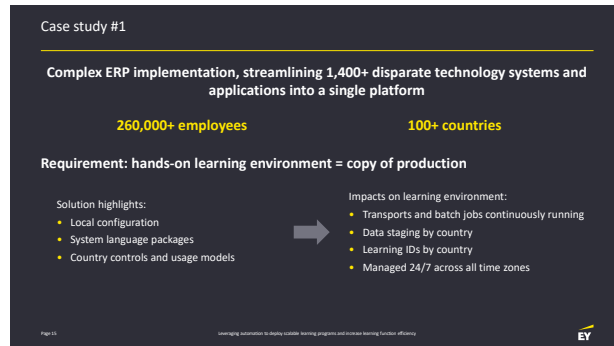 Case study #1
Complex ERP implementation, streamlining 1,400+ disparate technology systems and
applications into a single platform
260,000+ employees
100+ countries
Requirement: hands-on learning environment = copy of production
Solution highlights:
• Local configuration
• System language packages
• Country controls and usage models
Impacts on learning environment:
• Transports and batch jobs continuously running
• Data staging by country
• Learning IDs by country
• Managed 24/7 across all time zones
Page 15
Leveraging automation to deploy scalable learning programs and increase learning function efficiency
EY